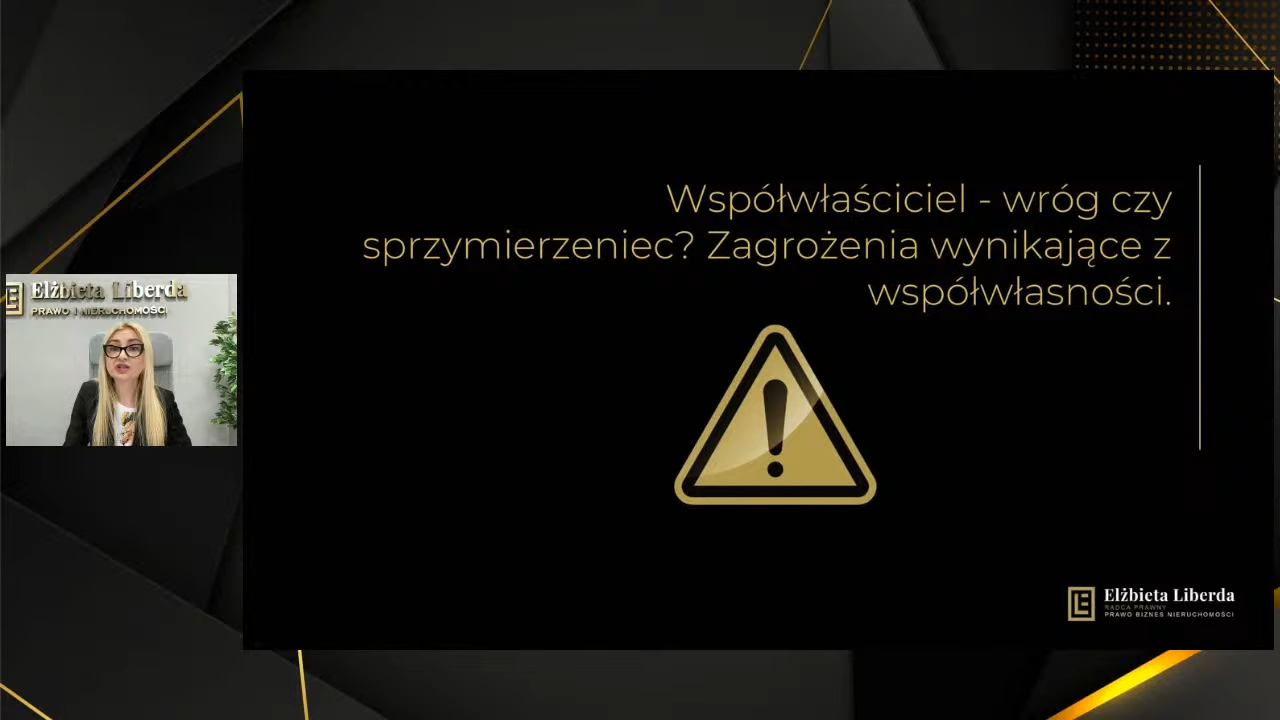 Współwłaściciel - wróg czy
sprzymierzeniec? Zagrożenia wynikające z
współwłasności.
Elżbieta Liberda
PRAWO I NIERUCHOMOŚCI
Elżbieta Liberda
RADCA PRAWNY
PRAWO BIZNES NIERUCHOMOŚCI